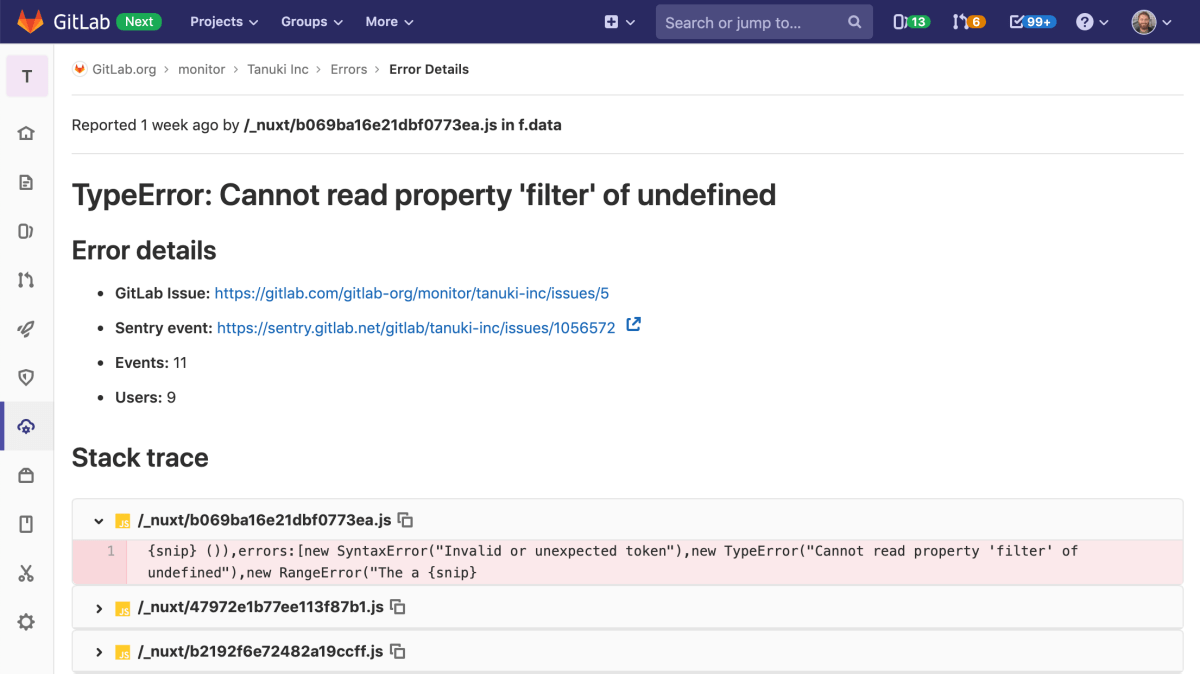 GitLab Next Projects Groups More Search or jump to... 13 6 99+
T GitLab.org › monitor › Tanuki Inc › Errors › Error Details
Reported 1 week ago by /_nuxt/b069ba16e21dbf0773ea.js in f.data
TypeError: Cannot read property 'filter' of undefined
Error details
• GitLab Issue: https://gitlab.com/gitlab-org/monitor/tanuki-inc/issues/5
• Sentry event: https://sentry.gitlab.net/gitlab/tanuki-inc/issues/1056572
• Events: 11
• Users: 9
Stack trace
JS /_nuxt/b069ba16e21dbf0773ea.js
1 {snip} ()),errors:[new SyntaxError("Invalid or unexpected token"),new TypeError("Cannot read property 'filter' of
undefined"),new RangeError("The a {snip}
JS /_nuxt/47972e1b77ee113f87b1.js
JS /_nuxt/b2192f6e72482a19ccff.js